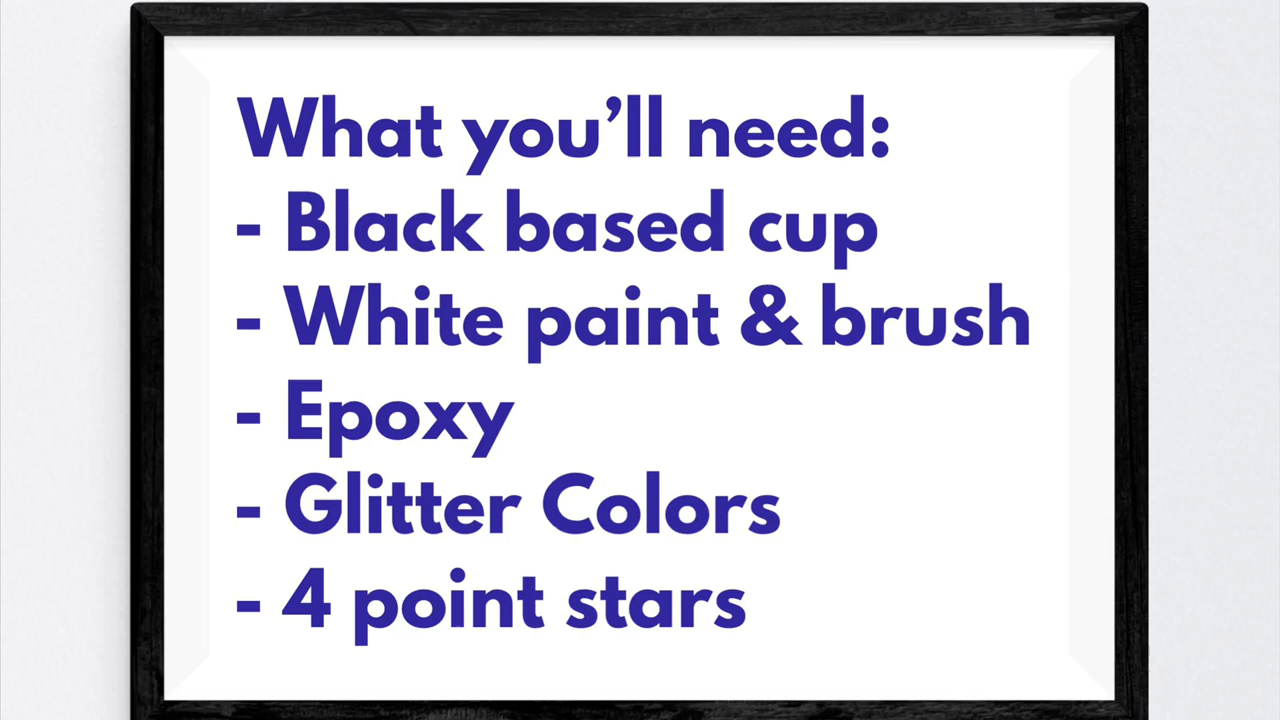 What you’ll need:
- Black based cup
- White paint & brush
- Epoxy
- Glitter Colors
- 4 point stars